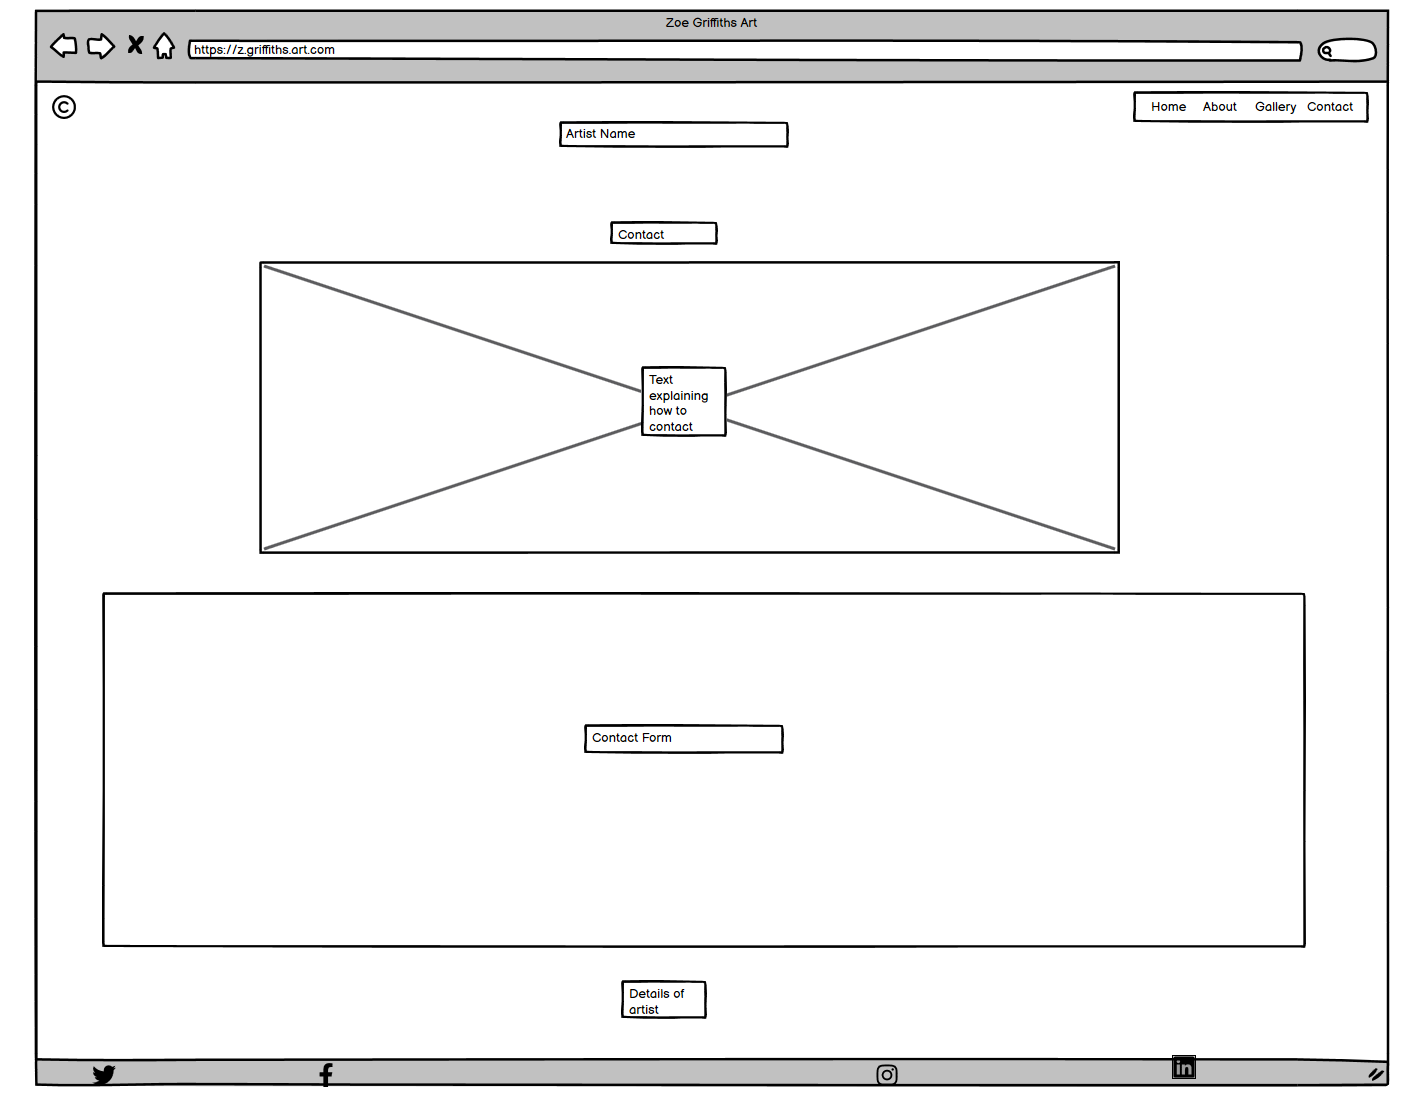 Zoe Griffiths Art
https://z.griffiths.art.com
©
Home About Gallery Contact
Artist Name
Contact
Text
explaining
how to
contact
Contact Form
Details of
artist